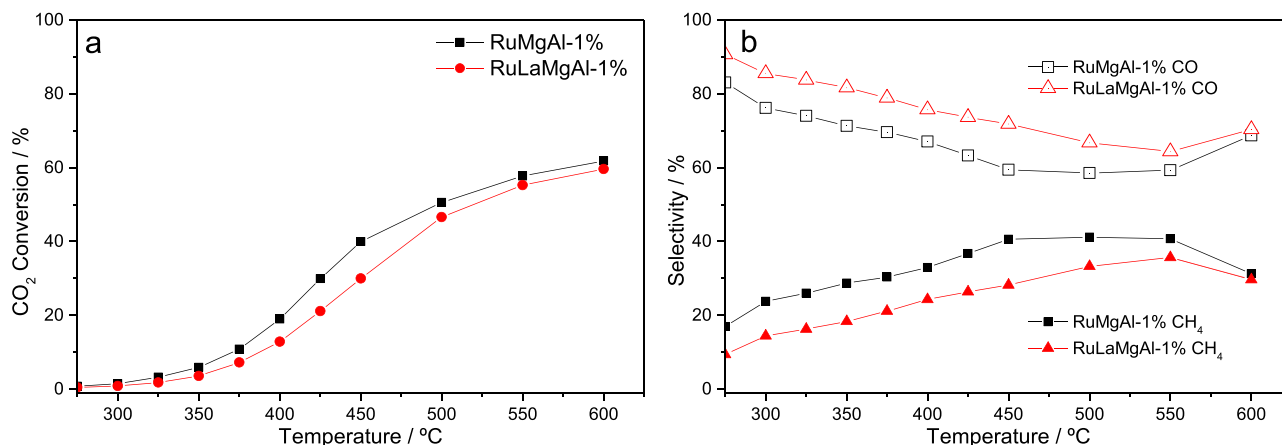 a
RuMgAl-1%
RuLaMgAl-1%
CO₂ Conversion / %
100
80
60
40
20
0
300 350 400 450 500 550 600
Temperature / ºC
b
RuMgAl-1% CO
RuLaMgAl-1% CO
RuMgAl-1% CH₄
RuLaMgAl-1% CH₄
Selectivity / %
100
80
60
40
20
0
300 350 400 450 500 550 600
Temperature / ºC